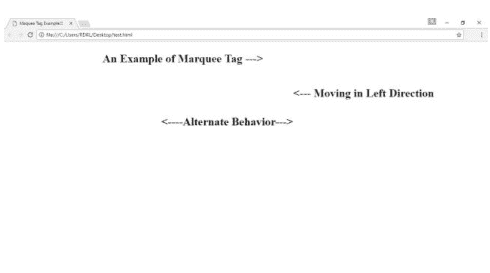 Marquee Tag Example
file:///C:/Users/RDRL/Desktop/test.html
An Example of Marquee Tag --->
<--- Moving in Left Direction
<----Alternate Behavior--->